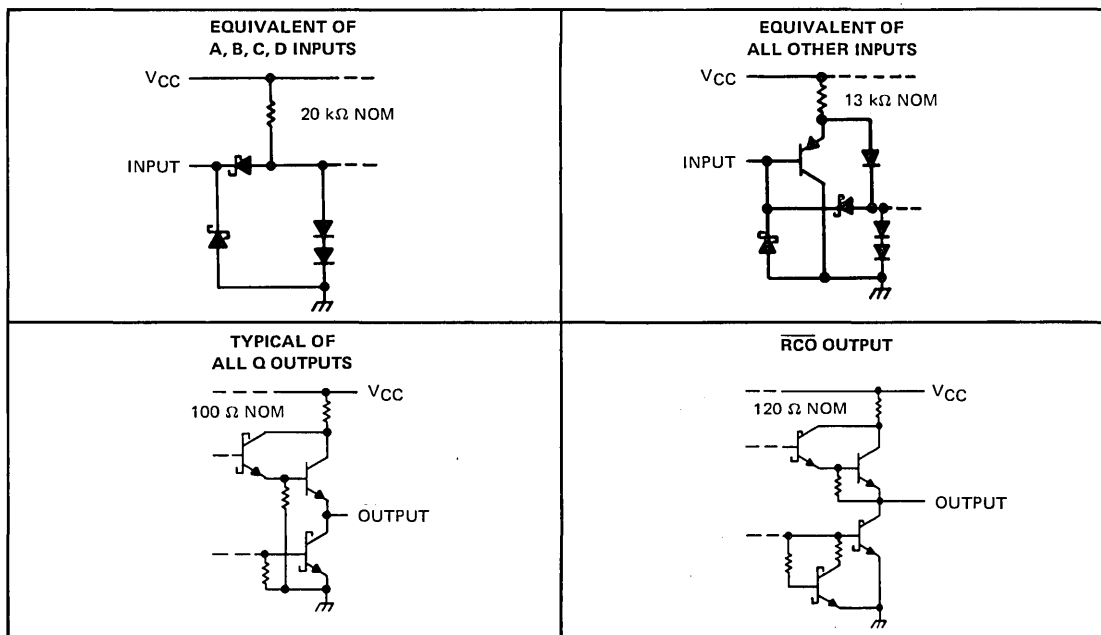 EQUIVALENT OF
A, B, C, D INPUTS
VCC
20 kΩ NOM
INPUT
EQUIVALENT OF
ALL OTHER INPUTS
VCC
13 kΩ NOM
INPUT
TYPICAL OF
ALL Q OUTPUTS
VCC
100 Ω NOM
OUTPUT
R̅C̅O̅ OUTPUT
VCC
120 Ω NOM
OUTPUT